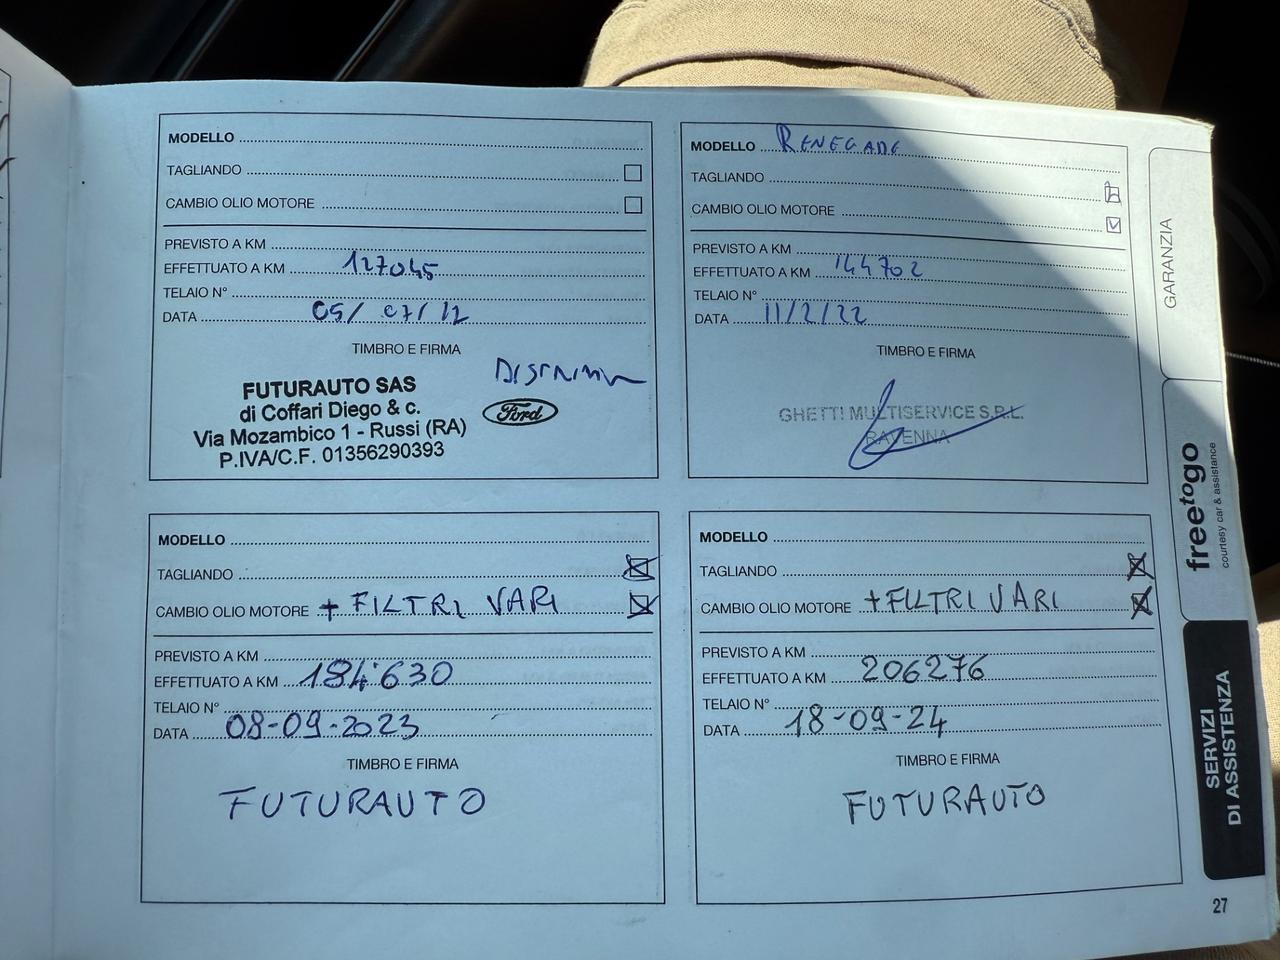 MODELLO
TAGLIANDO
CAMBIO OLIO MOTORE
PREVISTO A KM
EFFETTUATO A KM 127045
TELAIO N°
DATA 05/07/12
TIMBRO E FIRMA
FUTURAUTO SAS
di Coffari Diego & c.
Via Mozambico 1 - Russi (RA)
P.IVA/C.F. 01356290393
Ford
MODELLO RENEGADE
TAGLIANDO
CAMBIO OLIO MOTORE
PREVISTO A KM
EFFETTUATO A KM 144702
TELAIO N°
DATA 11/2/22
TIMBRO E FIRMA
GHETTI MULTISERVICE S.R.L.
RAVENNA
MODELLO
TAGLIANDO
CAMBIO OLIO MOTORE + FILTRI VARI
PREVISTO A KM
EFFETTUATO A KM 184'630
TELAIO N°
DATA 08-09-2023
TIMBRO E FIRMA
FUTURAUTO
MODELLO
TAGLIANDO
CAMBIO OLIO MOTORE + FILTRI VARI
PREVISTO A KM
EFFETTUATO A KM 206276
TELAIO N°
DATA 18-09-24
TIMBRO E FIRMA
FUTURAUTO
GARANZIA
freetogo
courtesy car & assistance
SERVIZI
DI ASSISTENZA
27